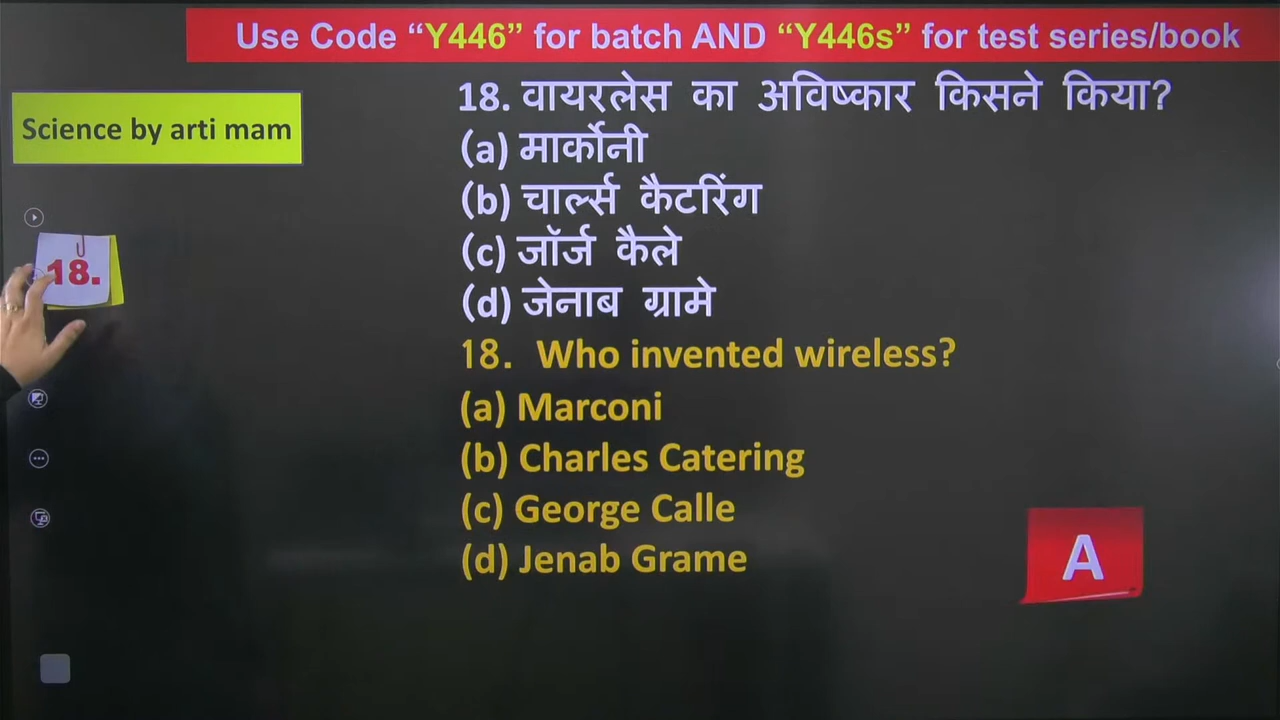 Use Code “Y446” for batch AND “Y446s” for test series/book
Science by arti mam
18.
18. वायरलेस का अविष्कार किसने किया?
(a) मार्कोनी
(b) चार्ल्स कैटरिंग
(c) जॉर्ज कैले
(d) जेनाब ग्रामे
18. Who invented wireless?
(a) Marconi
(b) Charles Catering
(c) George Calle
(d) Jenab Grame
A